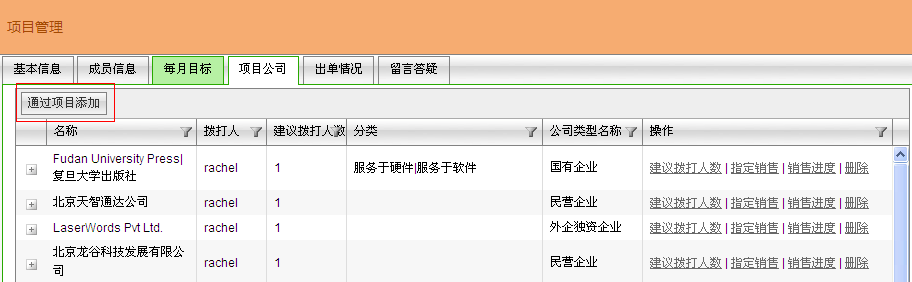 项目管理
基本信息 成员信息 每月目标 项目公司 出单情况 留言答疑
通过项目添加
名称 拨打人 建议拨打人数 分类 公司类型名称 操作
Fudan University Press|
复旦大学出版社 rachel 1 服务于硬件|服务于软件 国有企业 建议拨打人数 | 指定销售 | 销售进度 | 删除
北京天智通达公司 rachel 1 民营企业 建议拨打人数 | 指定销售 | 销售进度 | 删除
LaserWords Pvt Ltd. rachel 1 外企独资企业 建议拨打人数 | 指定销售 | 销售进度 | 删除
北京龙谷科技发展有限公
司 rachel 1 民营企业 建议拨打人数 | 指定销售 | 销售进度 | 删除